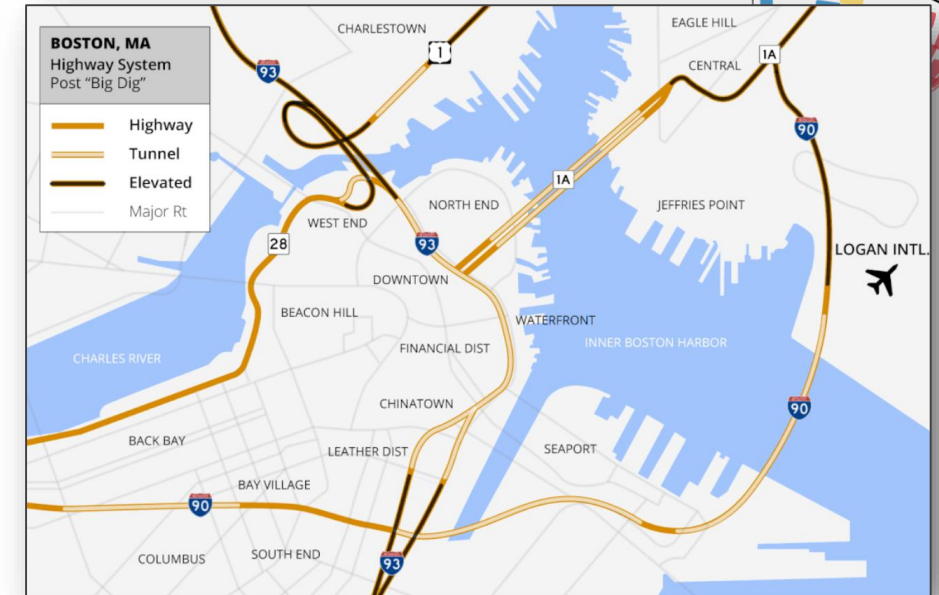 BOSTON, MA
Highway System
Post “Big Dig”
Highway
Tunnel
Elevated
Major Rt
CHARLESTOWN
1
93
EAGLE HILL
1A
CENTRAL
90
1A
NORTH END
JEFFRIES POINT
WEST END
28
93
LOGAN INTL.
DOWNTOWN
BEACON HILL
WATERFRONT
FINANCIAL DIST
INNER BOSTON HARBOR
CHARLES RIVER
CHINATOWN
90
BACK BAY
LEATHER DIST
SEAPORT
BAY VILLAGE
90
COLUMBUS
SOUTH END
93